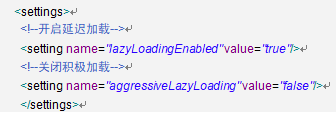 <settings>
<!--开启延迟加载-->
<setting name="lazyLoadingEnabled"value="true"/>
<!--关闭积极加载-->
<setting name="aggressiveLazyLoading"value="false"/>
</settings>